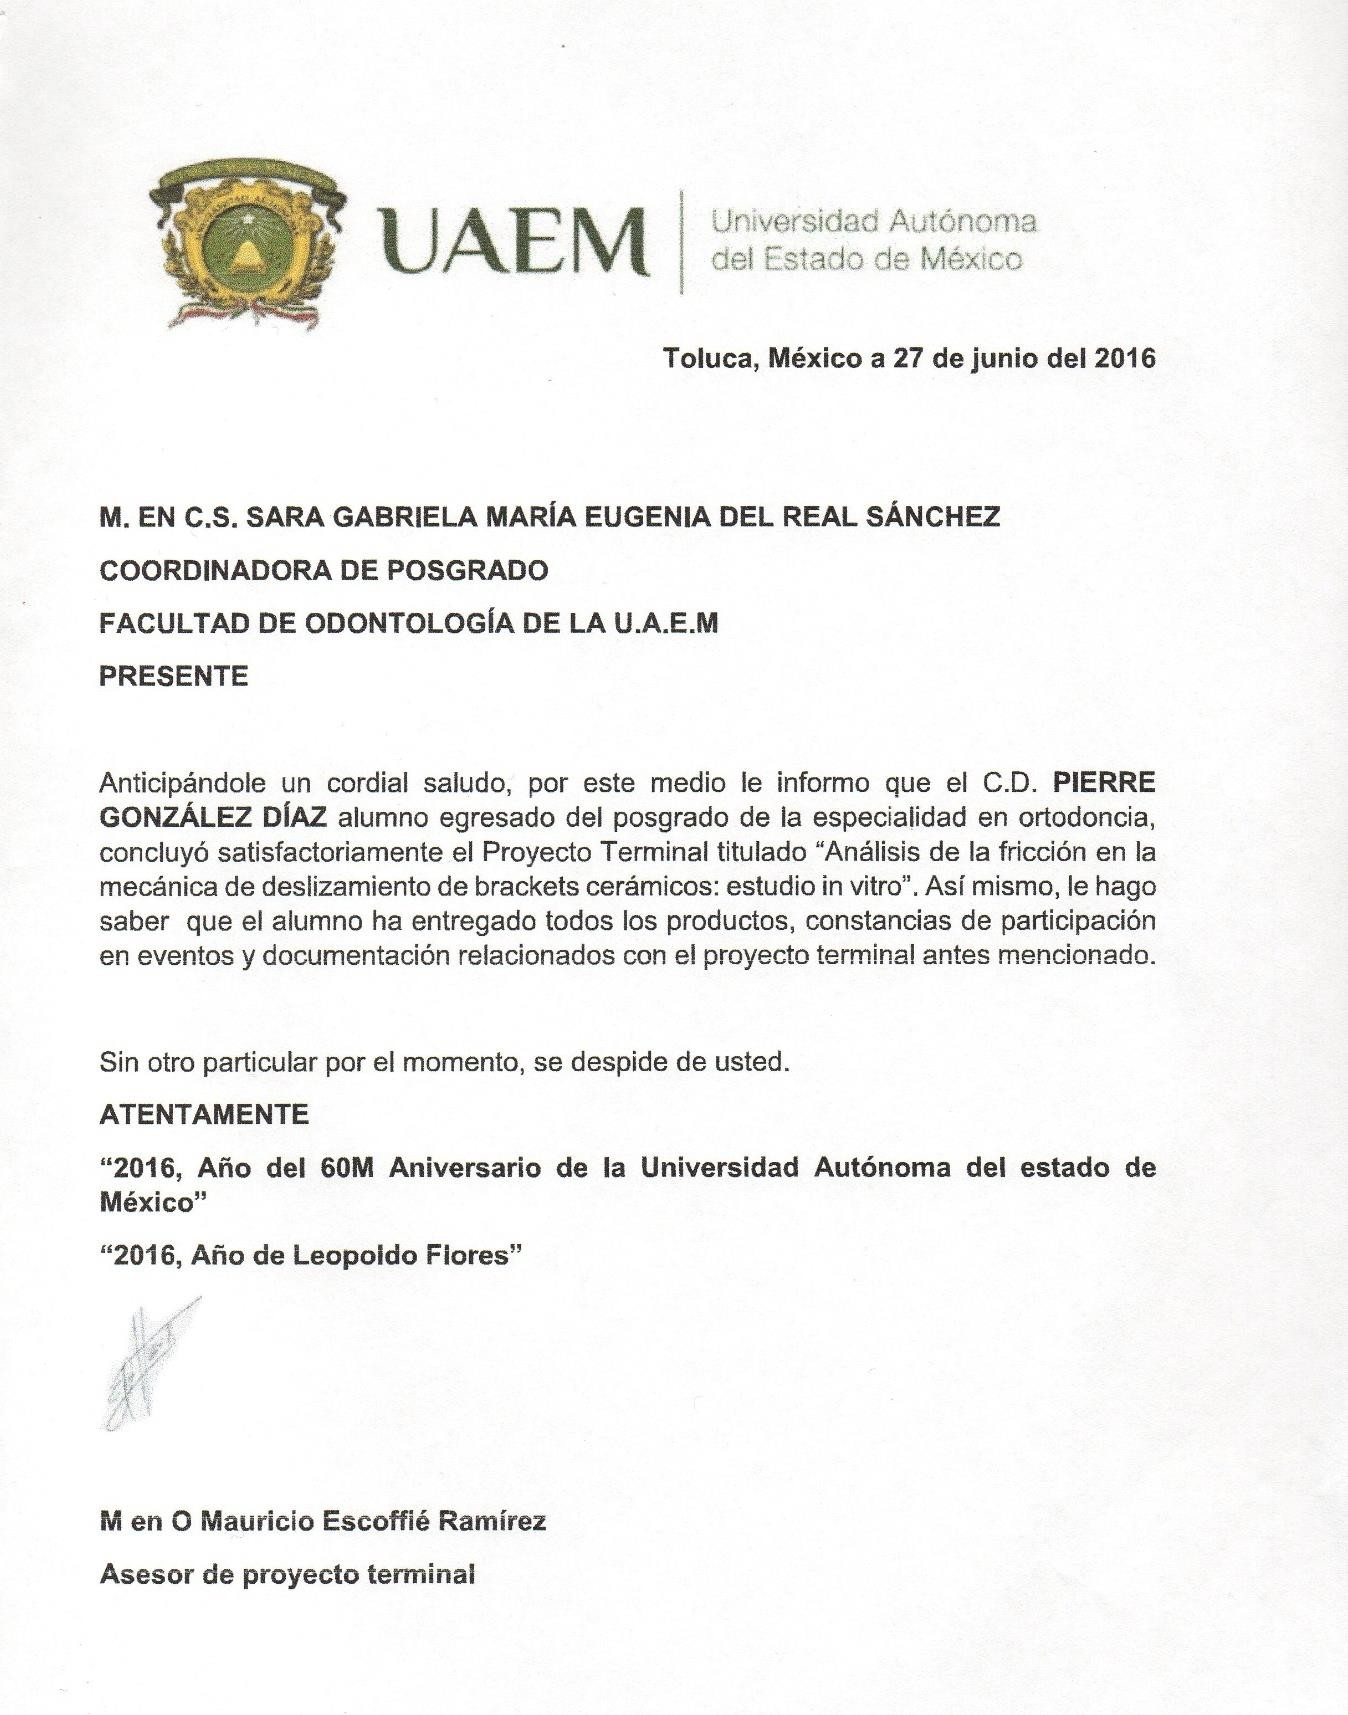 UAEM
Universidad Autónoma
del Estado de México
Toluca, México a 27 de junio del 2016
M. EN C.S. SARA GABRIELA MARÍA EUGENIA DEL REAL SÁNCHEZ
COORDINADORA DE POSGRADO
FACULTAD DE ODONTOLOGÍA DE LA U.A.E.M
PRESENTE
Anticipándole un cordial saludo, por este medio le informo que el C.D. PIERRE
GONZÁLEZ DÍAZ alumno egresado del posgrado de la especialidad en ortodoncia,
concluyó satisfactoriamente el Proyecto Terminal titulado “Análisis de la fricción en la
mecánica de deslizamiento de brackets cerámicos: estudio in vitro”. Así mismo, le hago
saber que el alumno ha entregado todos los productos, constancias de participación
en eventos y documentación relacionados con el proyecto terminal antes mencionado.
Sin otro particular por el momento, se despide de usted.
ATENTAMENTE
“2016, Año del 60M Aniversario de la Universidad Autónoma del estado de
México”
“2016, Año de Leopoldo Flores”
M en O Mauricio Escoffié Ramírez
Asesor de proyecto terminal